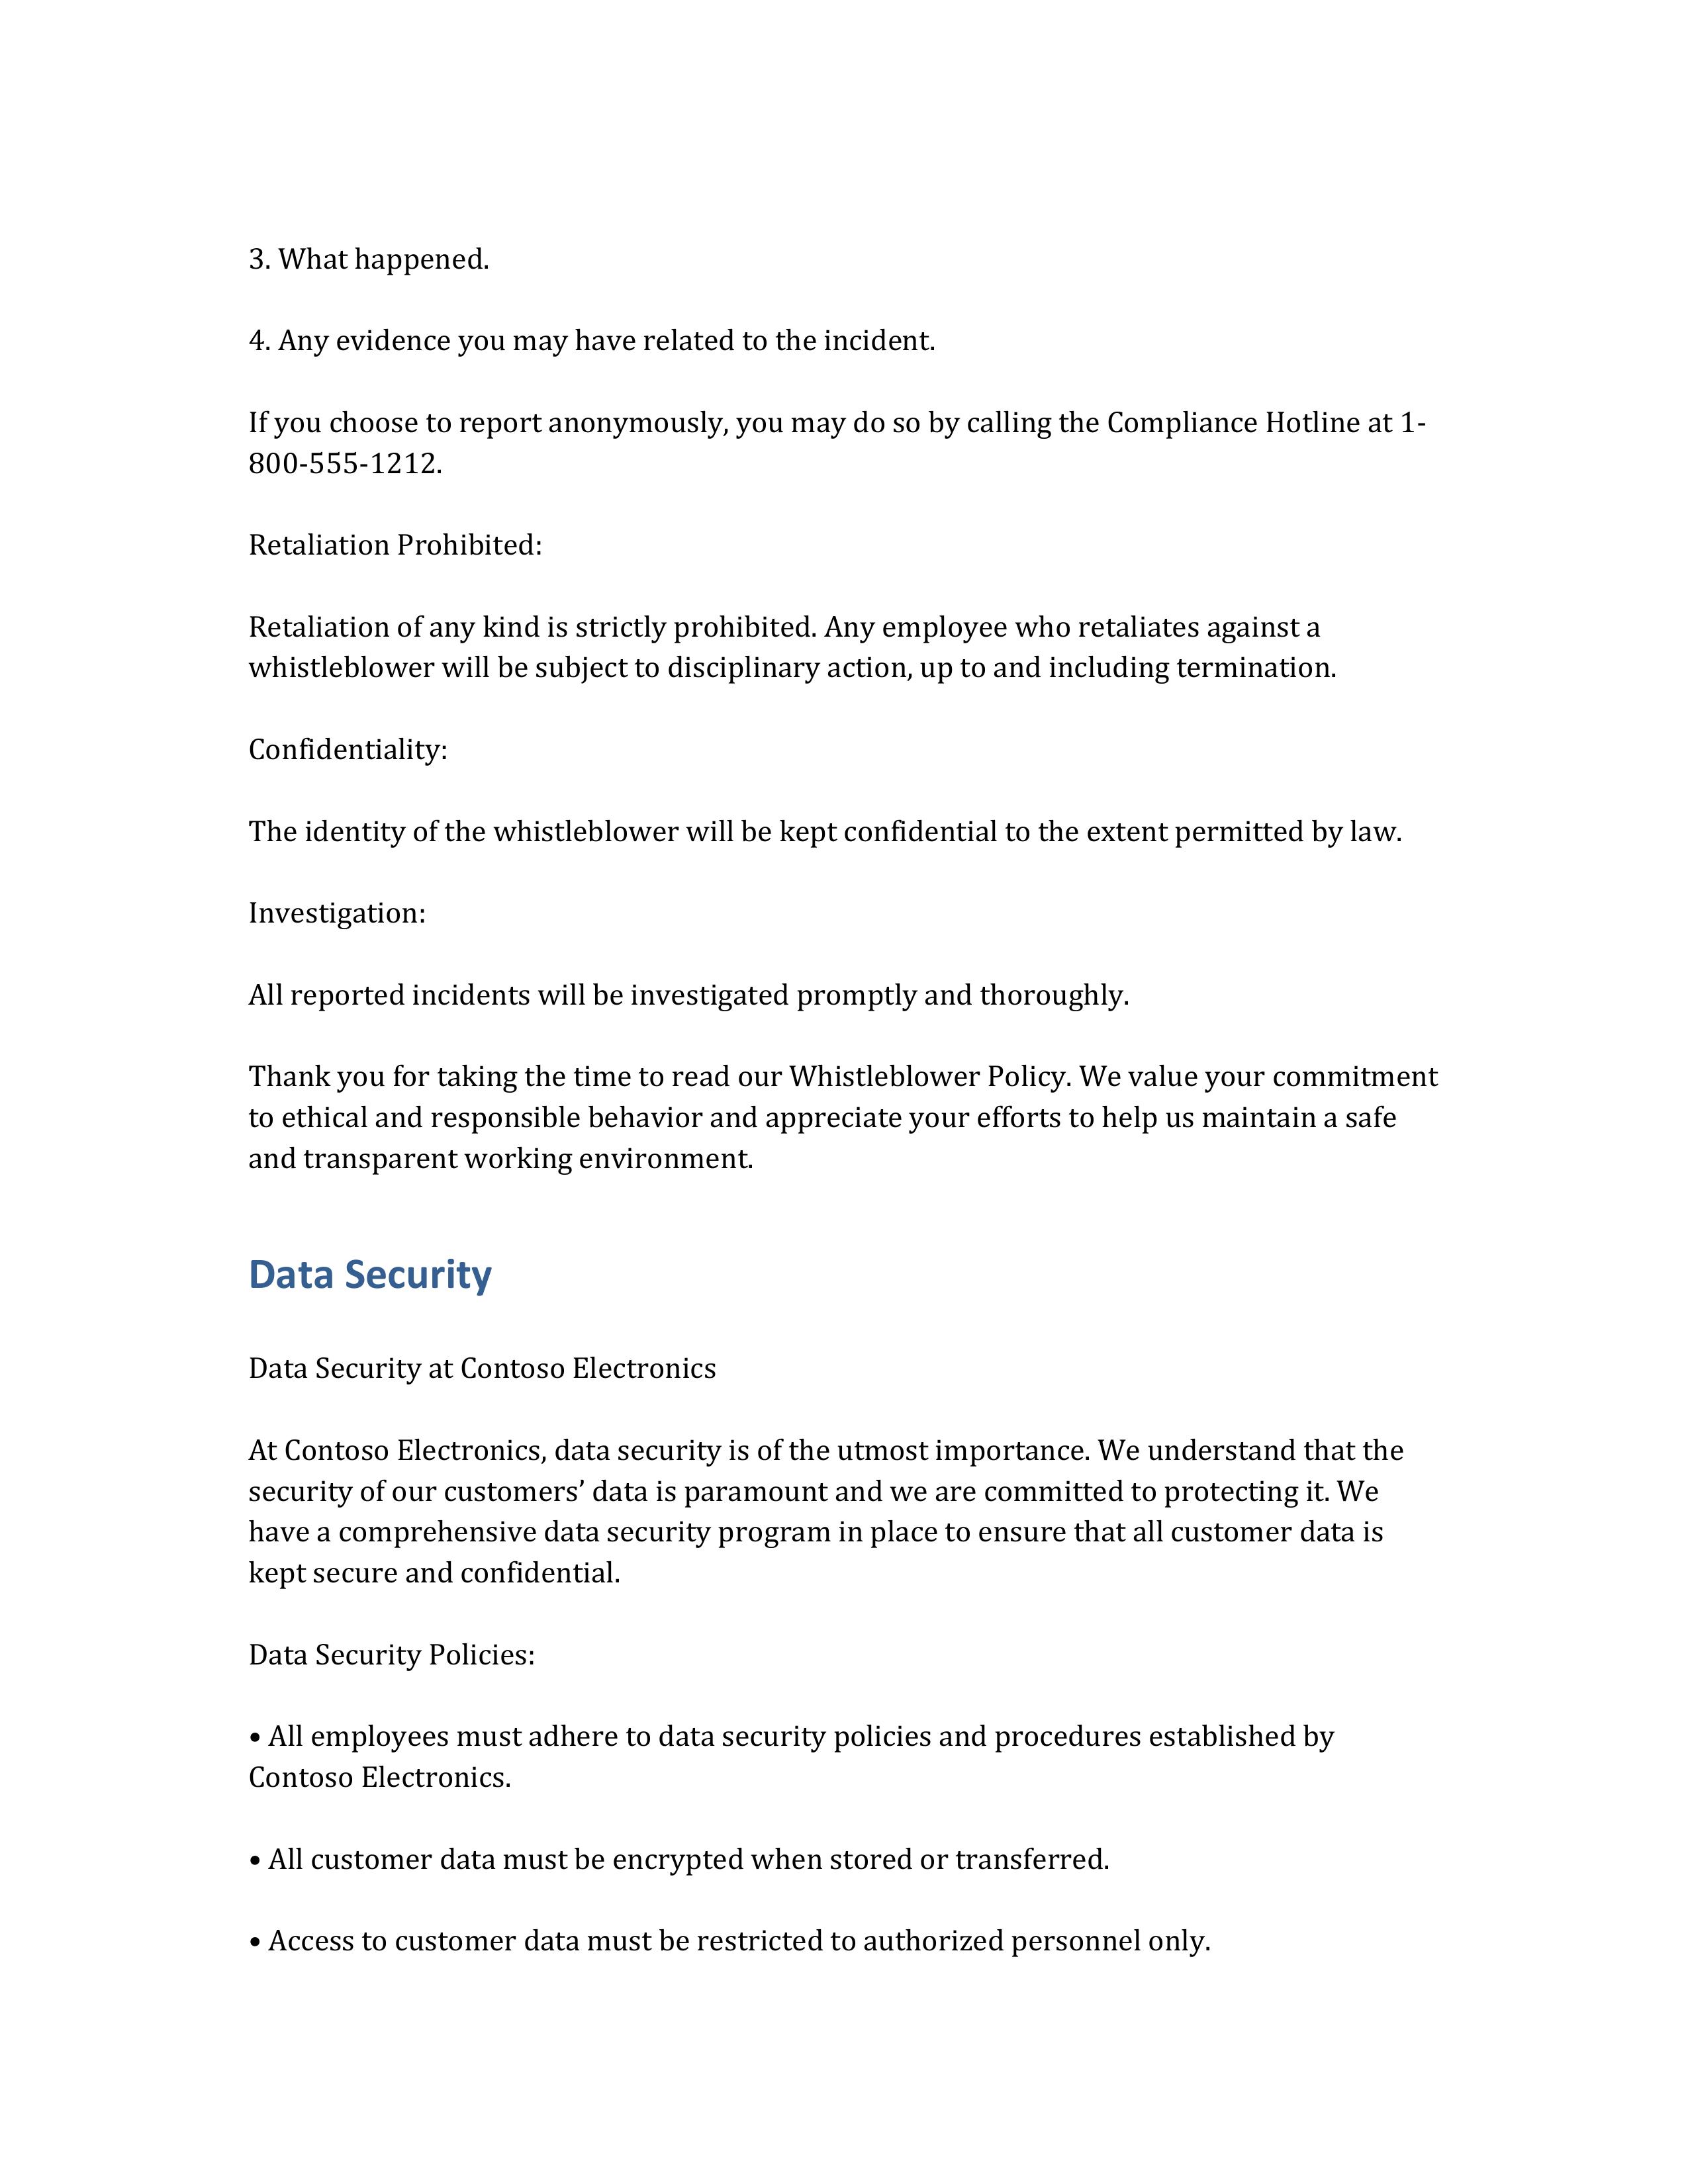 3. What happened.
4. Any evidence you may have related to the incident.
If you choose to report anonymously, you may do so by calling the Compliance Hotline at 1-
800-555-1212.
Retaliation Prohibited:
Retaliation of any kind is strictly prohibited. Any employee who retaliates against a
whistleblower will be subject to disciplinary action, up to and including termination.
Confidentiality:
The identity of the whistleblower will be kept confidential to the extent permitted by law.
Investigation:
All reported incidents will be investigated promptly and thoroughly.
Thank you for taking the time to read our Whistleblower Policy. We value your commitment
to ethical and responsible behavior and appreciate your efforts to help us maintain a safe
and transparent working environment.
Data Security
Data Security at Contoso Electronics
At Contoso Electronics, data security is of the utmost importance. We understand that the
security of our customers’ data is paramount and we are committed to protecting it. We
have a comprehensive data security program in place to ensure that all customer data is
kept secure and confidential.
Data Security Policies:
• All employees must adhere to data security policies and procedures established by
Contoso Electronics.
• All customer data must be encrypted when stored or transferred.
• Access to customer data must be restricted to authorized personnel only.